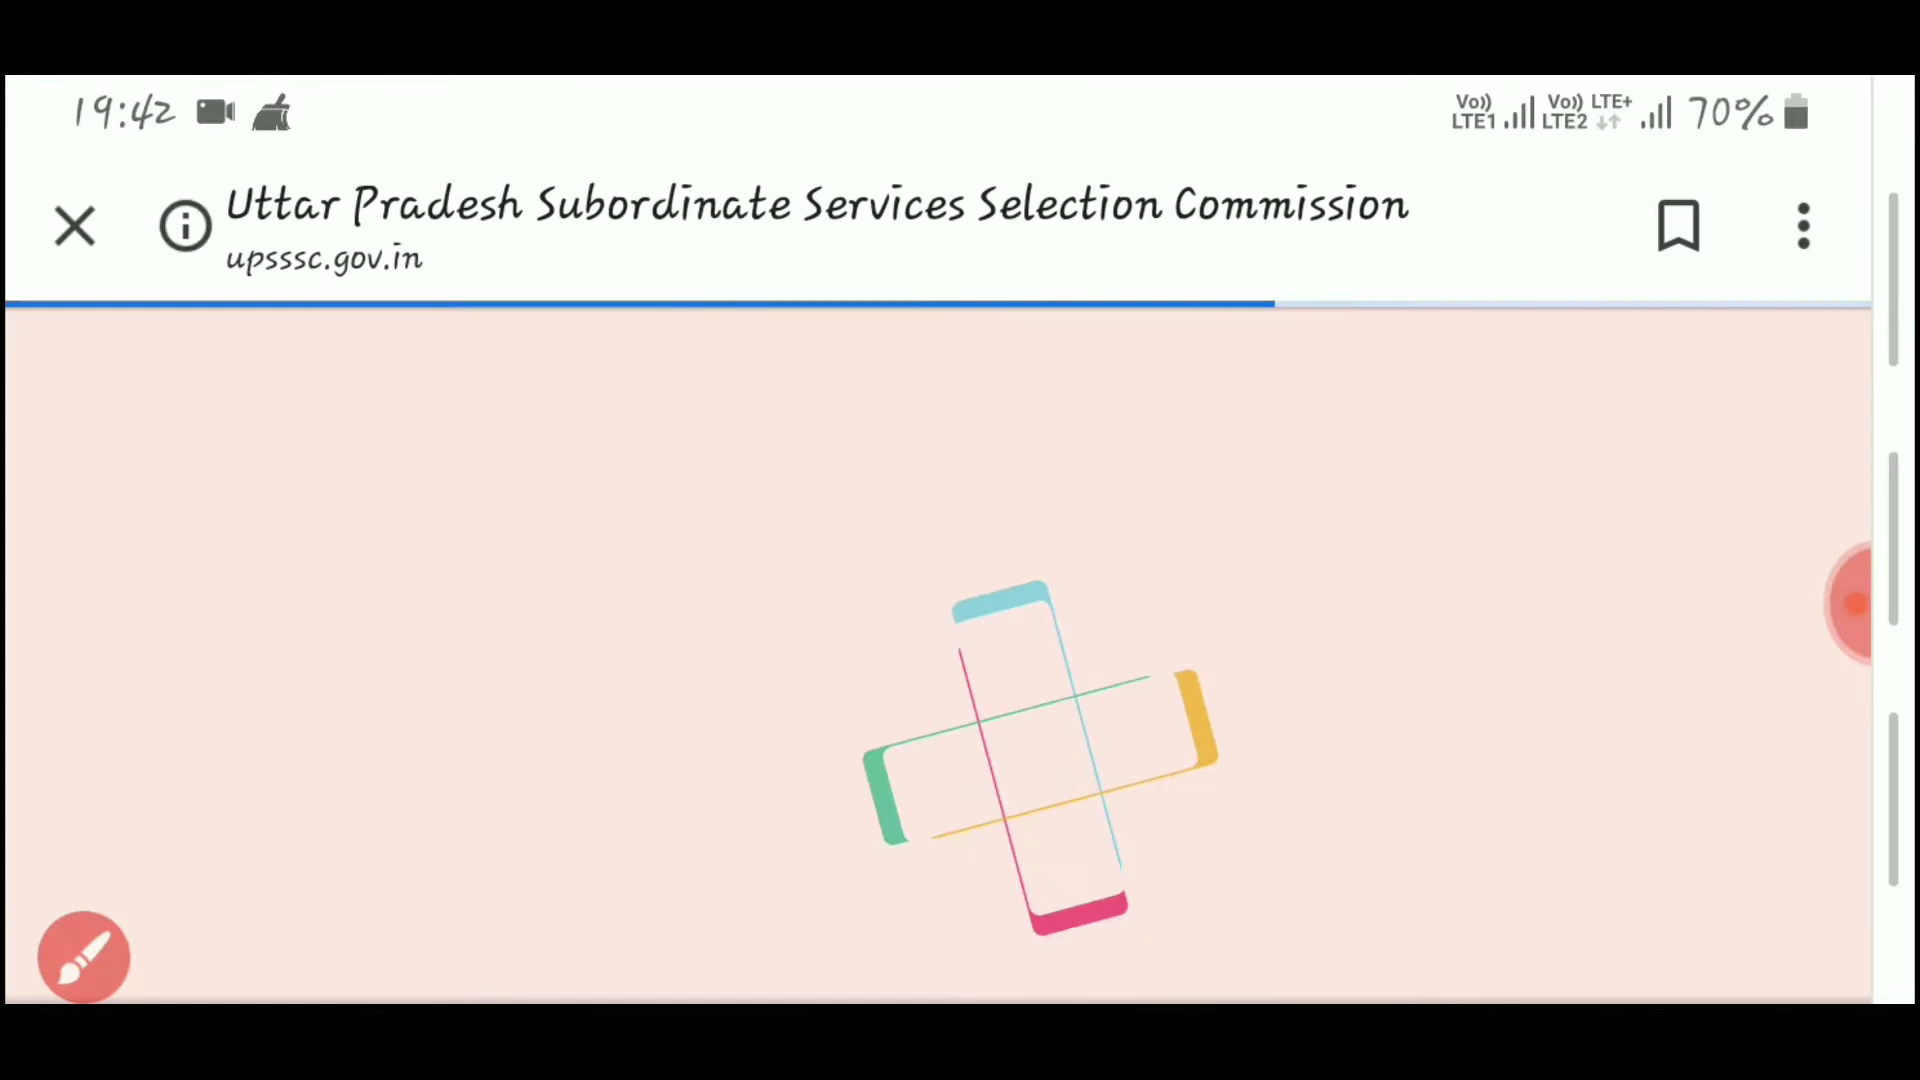 19:42
Vo)) LTE1 Vo)) LTE2 LTE+ 70%
Uttar Pradesh Subordinate Services Selection Commission
upsssc.gov.in